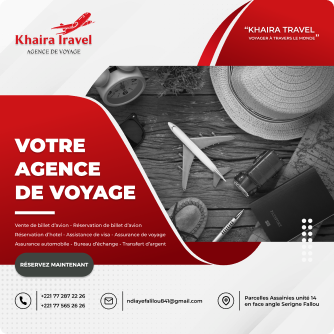 Khaira Travel
AGENCE DE VOYAGE
“KHAIRA TRAVEL
VOYAGER À TRAVERS LE MONDE”
VOTRE
AGENCE
DE VOYAGE
Vente de billet d'avion - Réservation de billet d'avion
Réservation d'hotel - Assistance de visa - Assurance de voyage
Assurance automobile - Bureau d'échange - Transfert d'argent
RÉSERVEZ MAINTENANT
+221 77 287 22 26
+221 77 565 26 26
ndiayefallou841@gmail.com
Parcelles Assainies unité 14
en face angle Serigne Fallou